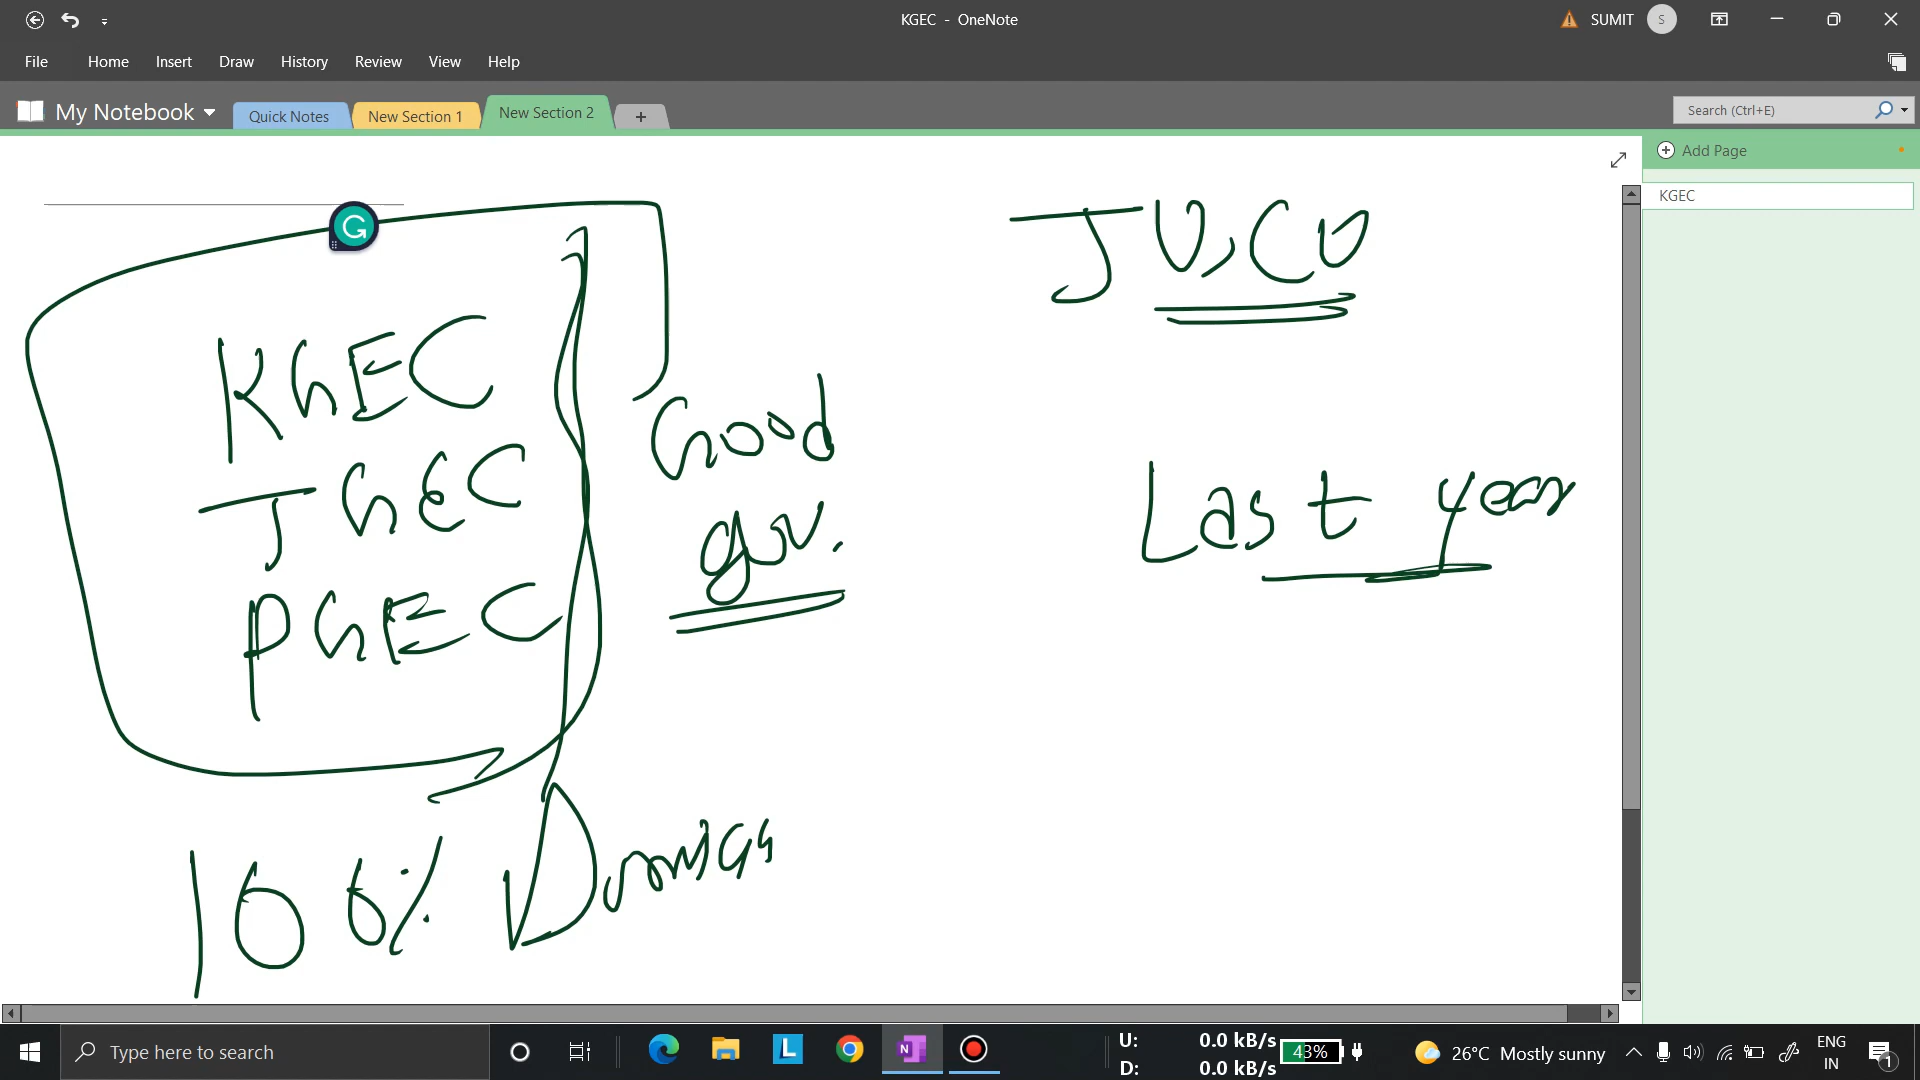 KGEC - OneNote
SUMIT
S
File Home Insert Draw History Review View Help
My Notebook
Quick Notes
New Section 1
New Section 2
Search (Ctrl+E)
Add Page
KGEC
KGEC
JGEC
PGEC
Good
gov.
100%
JU, CU
Last year
Type here to search
U: 0.0 kB/s
D: 0.0 kB/s
43%
26°C Mostly sunny
ENG
IN
1